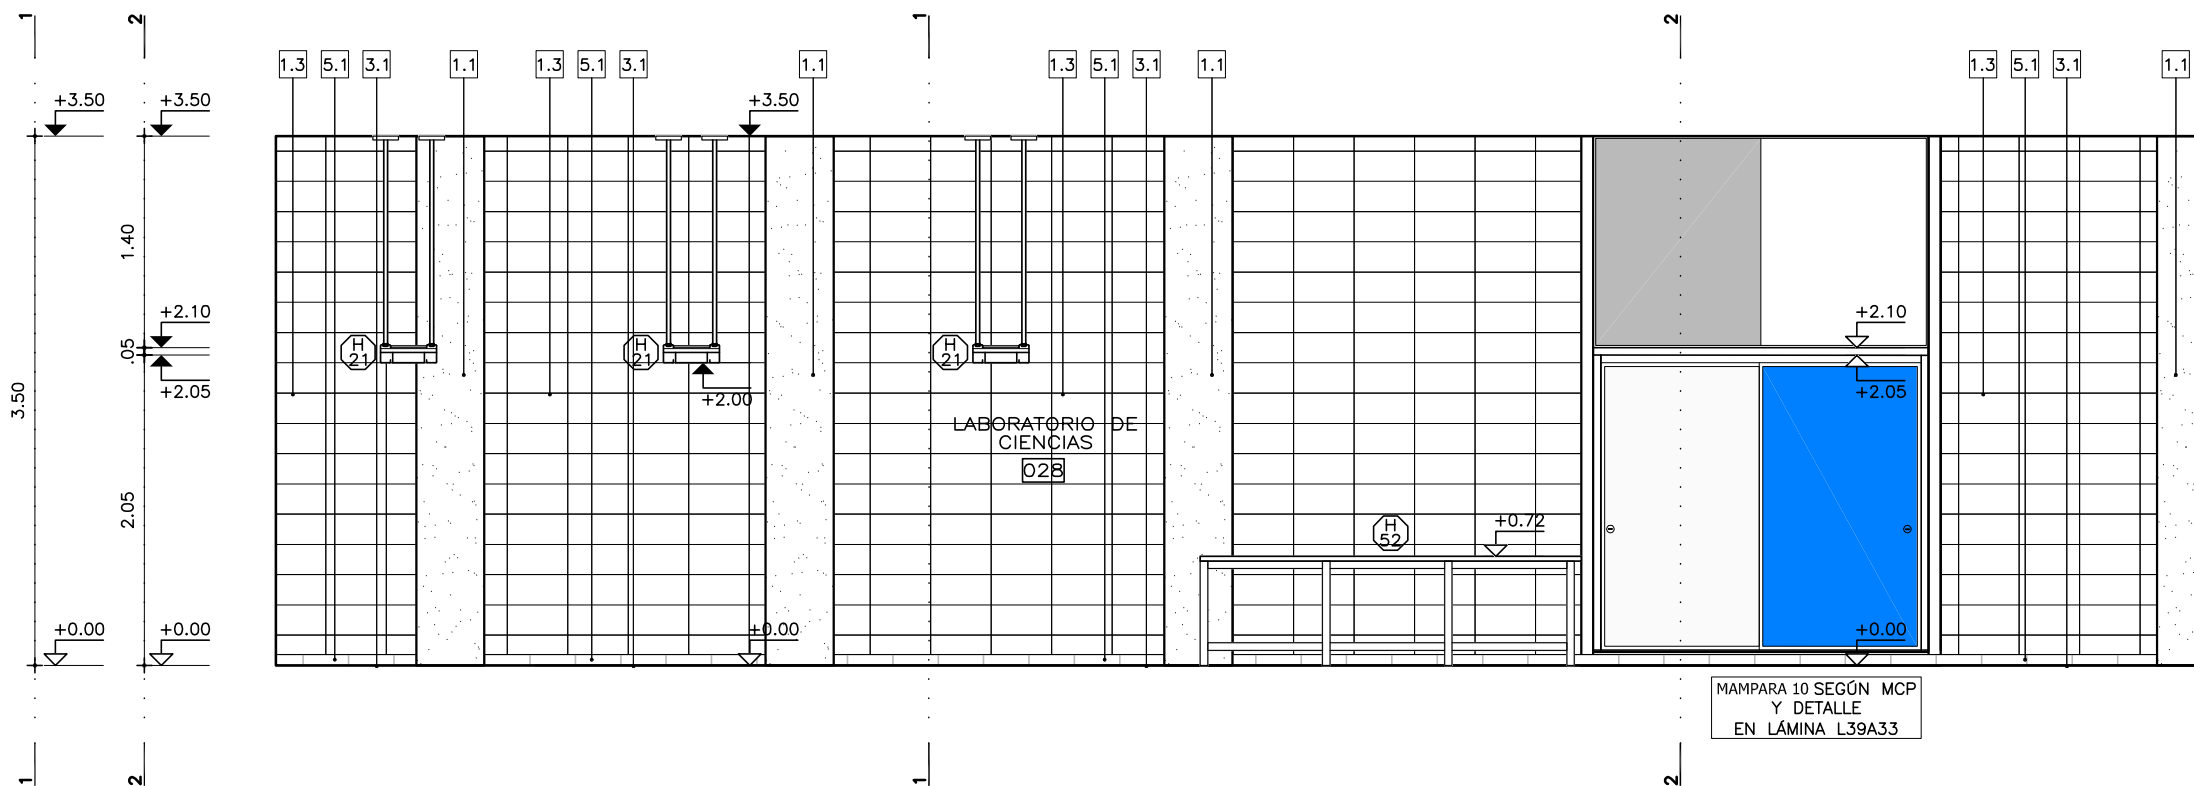 1 2 1 2
1.3 5.1 3.1 1.1 1.3 5.1 3.1 1.1 1.3 5.1 3.1 1.1 1.3 5.1 3.1 1.1
+3.50 +3.50 +3.50
1.40
+2.10 +2.10
.05
H
21
H
21
H
21
+2.05 +2.00 +2.05
3.50
LABORATORIO DE
CIENCIAS
028
2.05
H
52
+0.72
+0.00 +0.00 +0.00 +0.00
MAMPARA 10 SEGÚN MCP
Y DETALLE
EN LÁMINA L39A33
1 2 1 2